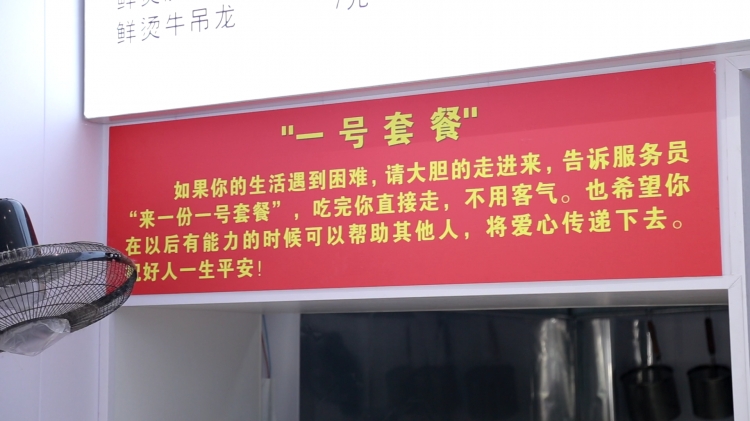 鲜烫牛吊龙
"一号套餐"
如果你的生活遇到困难，请大胆的走进来，告诉服务员
“来一份一号套餐”，吃完你直接走，不用客气。也希望你
在以后有能力的时候可以帮助其他人，将爱心传递下去。
祝好人一生平安！